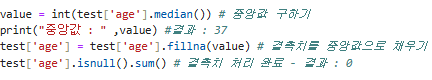 value = int(test['age'].median()) # 중앙값 구하기
print("중앙값 : " ,value) #결과 : 37
test['age'] = test['age'].fillna(value) # 결측치를 중앙값으로 채우기
test['age'].isnull().sum() # 결측치 처리 완료 - 결과 : 0